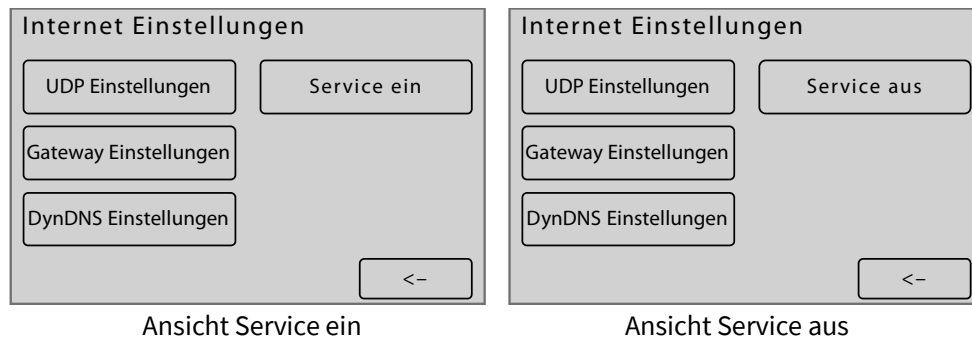 Internet Einstellungen
UDP Einstellungen
Service ein
Gateway Einstellungen
DynDNS Einstellungen
<–
Ansicht Service ein
Internet Einstellungen
UDP Einstellungen
Service aus
Gateway Einstellungen
DynDNS Einstellungen
<–
Ansicht Service aus